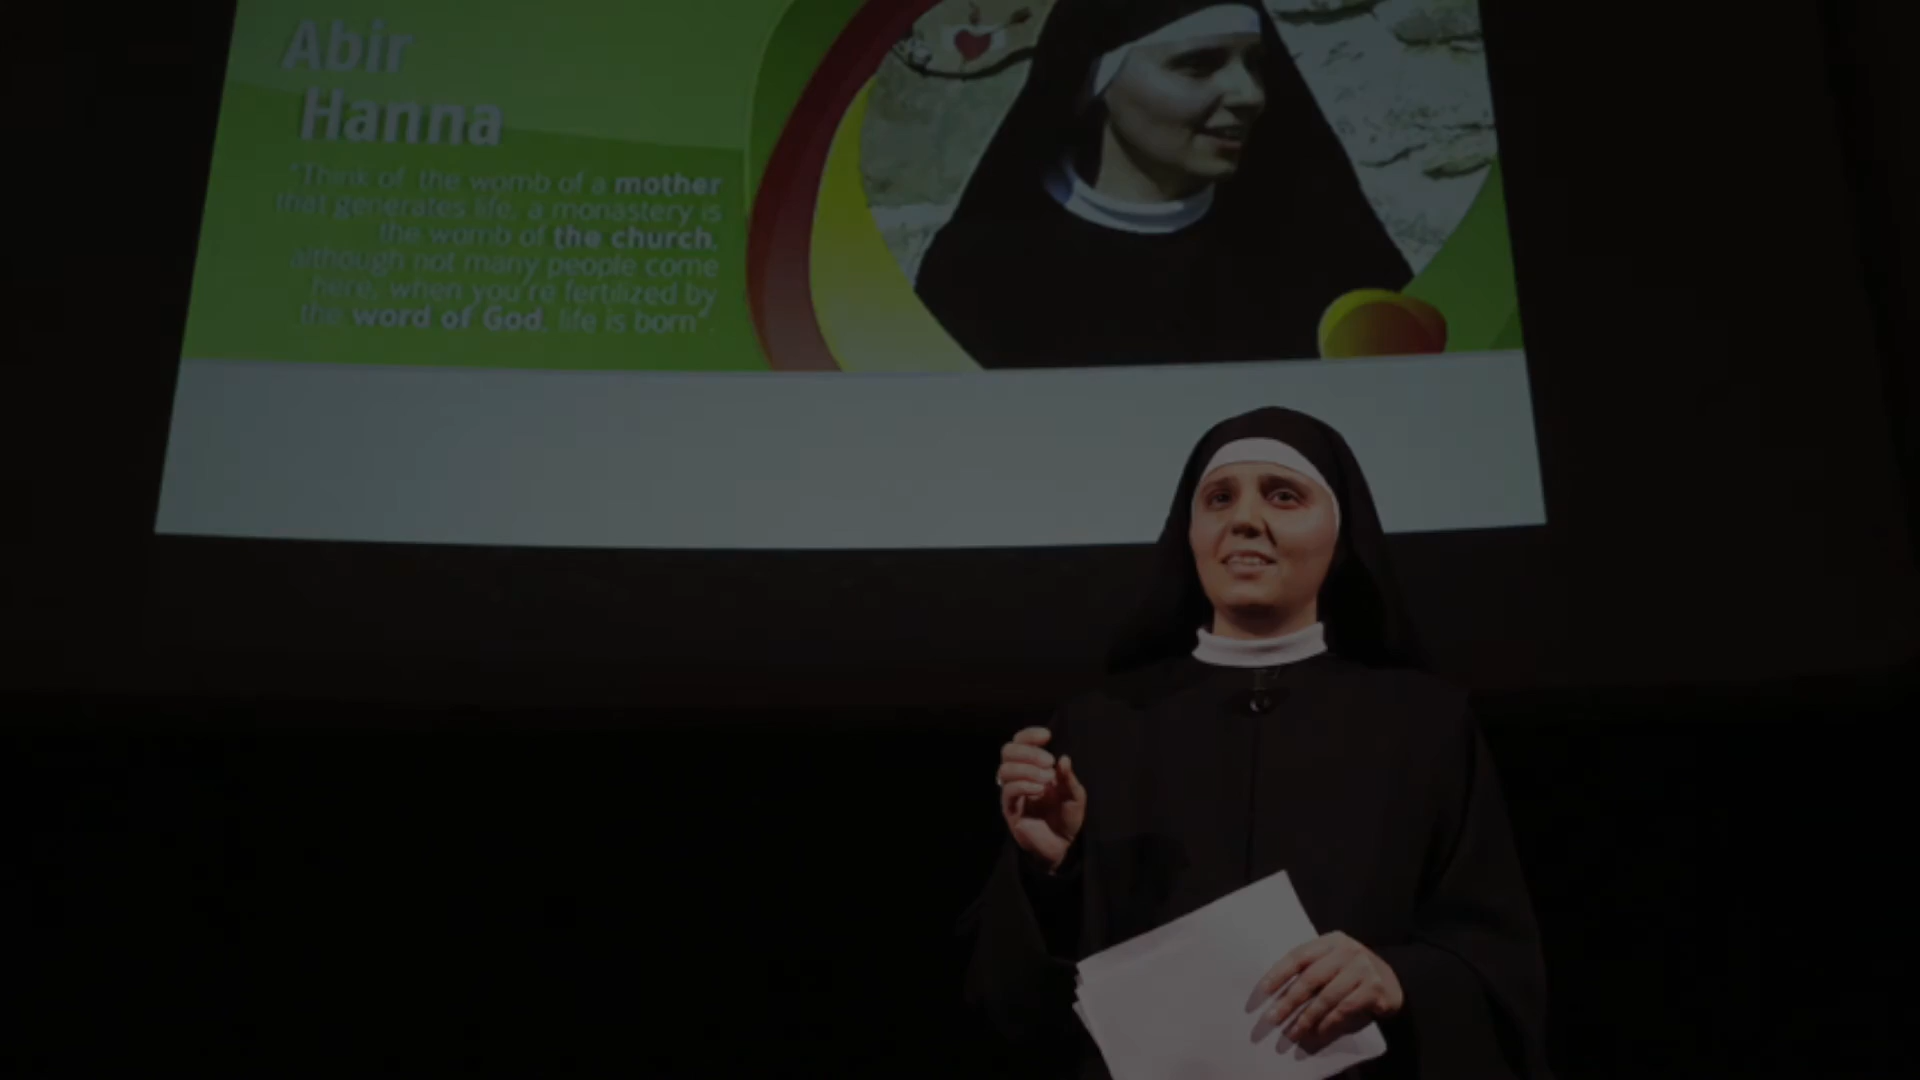 Abir
Hanna
"Think of the womb of a mother
that generates life, a monastery is
the womb of the church,
although not many people come
here, when you're fertilized by
the word of God, life is born".